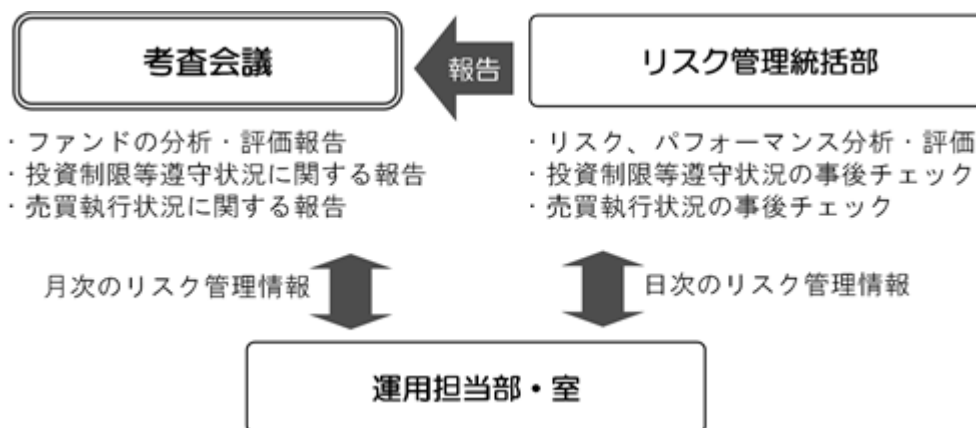 考査会議
報告
リスク管理統括部
・ファンドの分析・評価報告
・投資制限等遵守状況に関する報告
・売買執行状況に関する報告
・リスク、パフォーマンス分析・評価
・投資制限等遵守状況の事後チェック
・売買執行状況の事後チェック
月次のリスク管理情報
日次のリスク管理情報
運用担当部・室